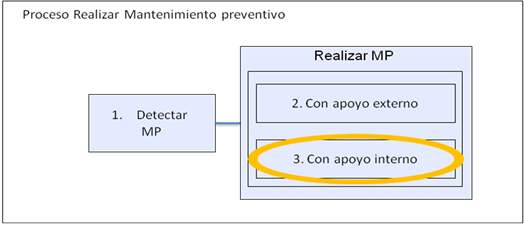 Proceso Realizar Mantenimiento preventivo
Realizar MP
1. Detectar
MP
2. Con apoyo externo
3. Con apoyo interno